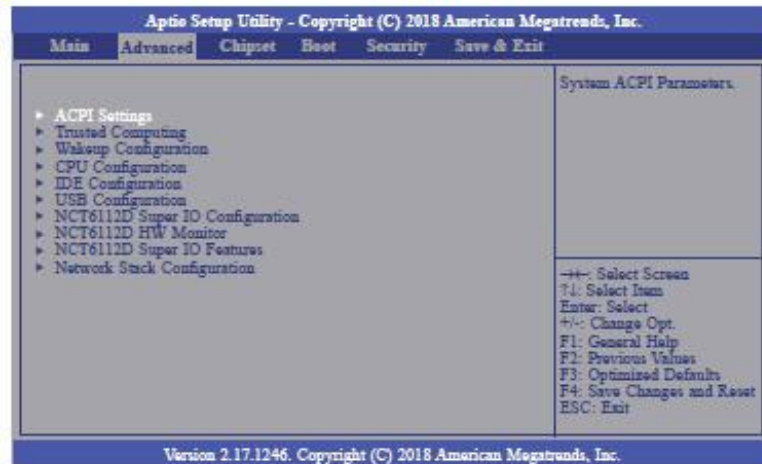 Aptio Setup Utility - Copyright (C) 2018 American Megatrends, Inc.
Main Advanced Chipset Boot Security Save & Exit
ACPI Settings
Trusted Computing
Wakeup Configuration
CPU Configuration
IDE Configuration
USB Configuration
NCT6112D Super IO Configuration
NCT6112D HW Monitor
NCT6112D Super IO Features
Network Stack Configuration
System ACPI Parameters.
→←: Select Screen
↑↓: Select Item
Enter: Select
+/-: Change Opt.
F1: General Help
F2: Previous Values
F3: Optimized Defaults
F4: Save Changes and Reset
ESC: Exit
Version 2.17.1246. Copyright (C) 2018 American Megatrends, Inc.